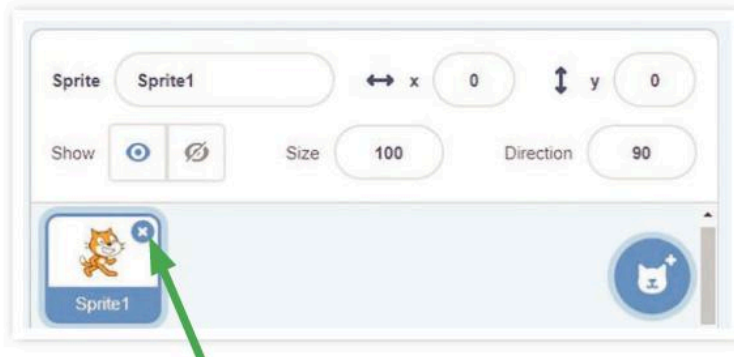 Sprite Sprite1 x 0 y 0
Show Size 100 Direction 90
Sprite1